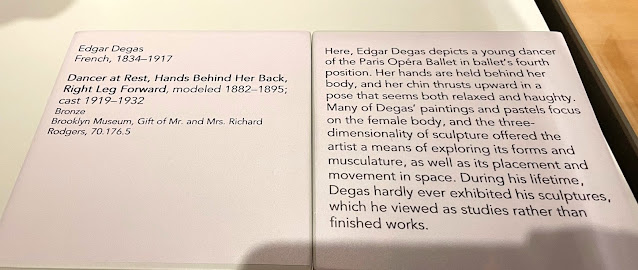 Edgar Degas
French, 1834–1917
Dancer at Rest, Hands Behind Her Back,
Right Leg Forward, modeled 1882–1895;
cast 1919–1932
Bronze
Brooklyn Museum, Gift of Mr. and Mrs. Richard
Rodgers, 70.176.5
Here, Edgar Degas depicts a young dancer
of the Paris Opéra Ballet in ballet's fourth
position. Her hands are held behind her
body, and her chin thrusts upward in a
pose that seems both relaxed and haughty.
Many of Degas' paintings and pastels focus
on the female body, and the three-
dimensionality of sculpture offered the
artist a means of exploring its forms and
musculature, as well as its placement and
movement in space. During his lifetime,
Degas hardly ever exhibited his sculptures,
which he viewed as studies rather than
finished works.